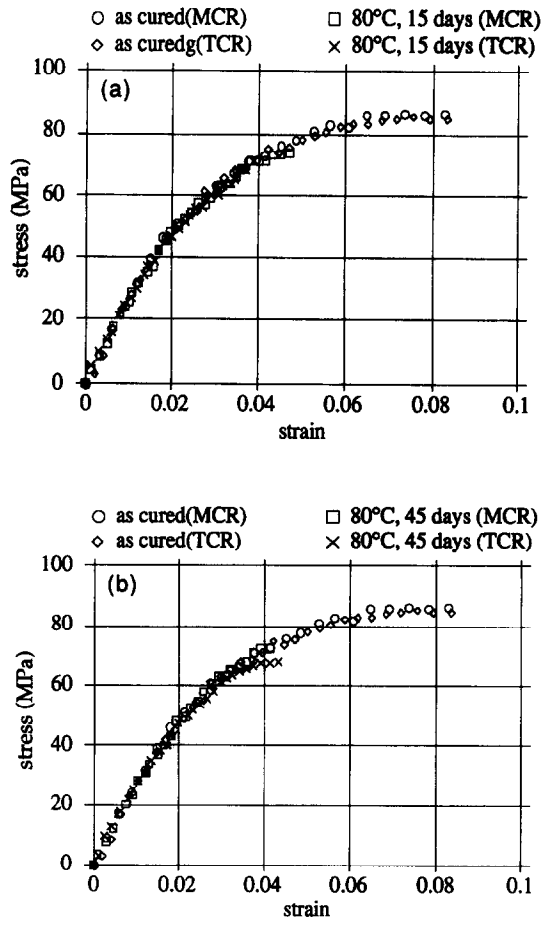 ○ as cured(MCR) □ 80°C, 15 days (MCR)
◇ as curedg(TCR) × 80°C, 15 days (TCR)
(a)
100
80
60
40
20
0
stress (MPa)
0 0.02 0.04 0.06 0.08 0.1
strain
○ as cured(MCR) □ 80°C, 45 days (MCR)
◇ as cured(TCR) × 80°C, 45 days (TCR)
(b)
100
80
60
40
20
0
stress (MPa)
0 0.02 0.04 0.06 0.08 0.1
strain